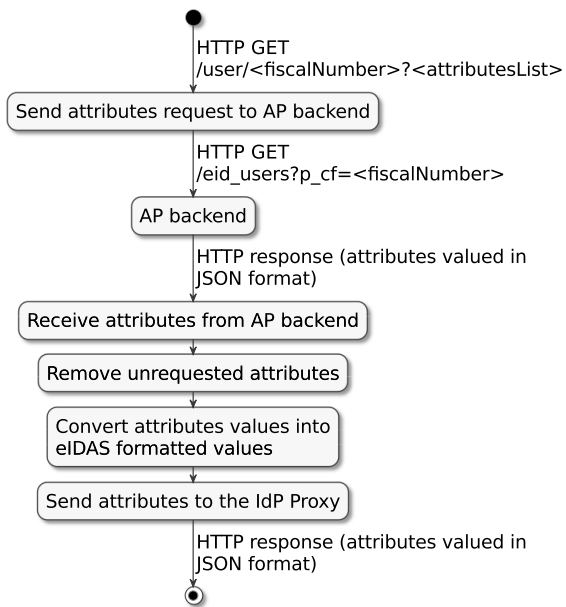 HTTP GET
/user/<fiscalNumber>?<attributesList>
Send attributes request to AP backend
HTTP GET
/eid_users?p_cf=<fiscalNumber>
AP backend
HTTP response (attributes valued in
JSON format)
Receive attributes from AP backend
Remove unrequested attributes
Convert attributes values into
eIDAS formatted values
Send attributes to the IdP Proxy
HTTP response (attributes valued in
JSON format)